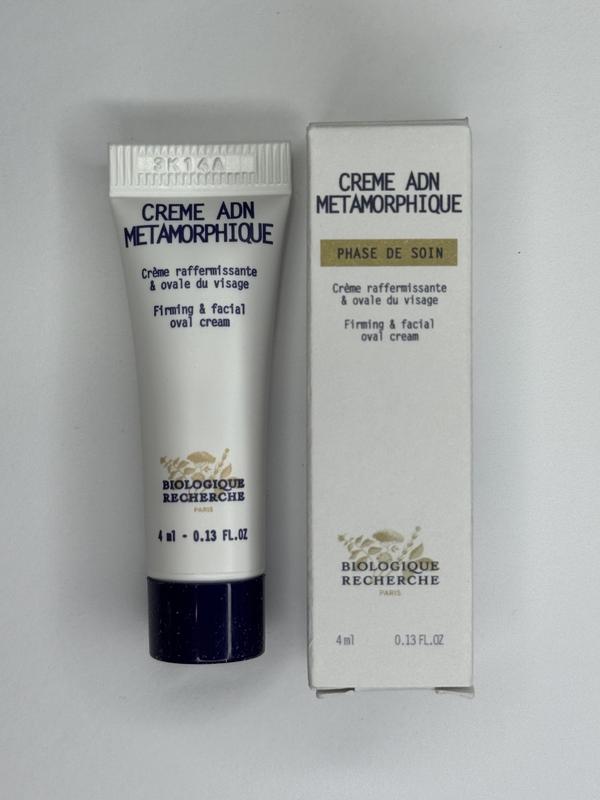 3K16A
CREME ADN
METAMORPHIQUE
Crème raffermissante
& ovale du visage
Firming & facial
oval cream
BIOLOGIQUE
RECHERCHE
PARIS
4 ml - 0.13 FL.OZ
CREME ADN
METAMORPHIQUE
PHASE DE SOIN
Crème raffermissante
& ovale du visage
Firming & facial
oval cream
BIOLOGIQUE
RECHERCHE
PARIS
4 ml 0.13 FL.OZ